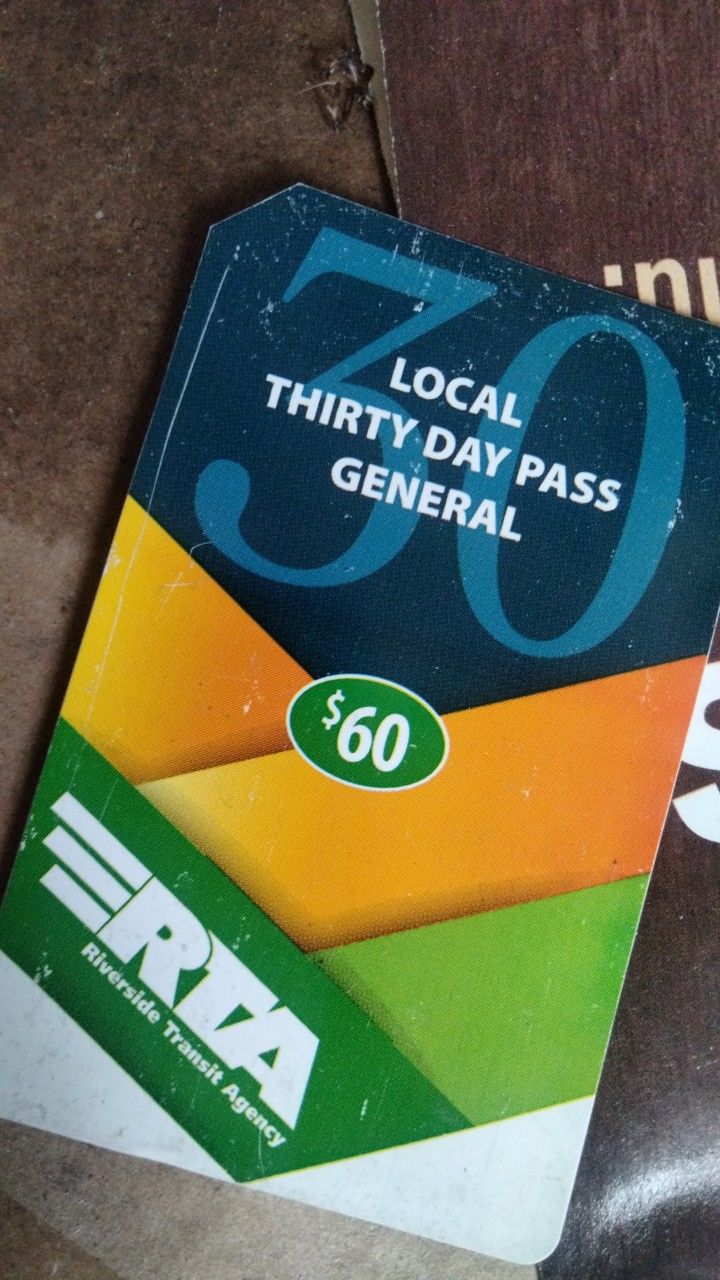 30
LOCAL
THIRTY DAY PASS
GENERAL
$60
RTA
Riverside Transit Agency